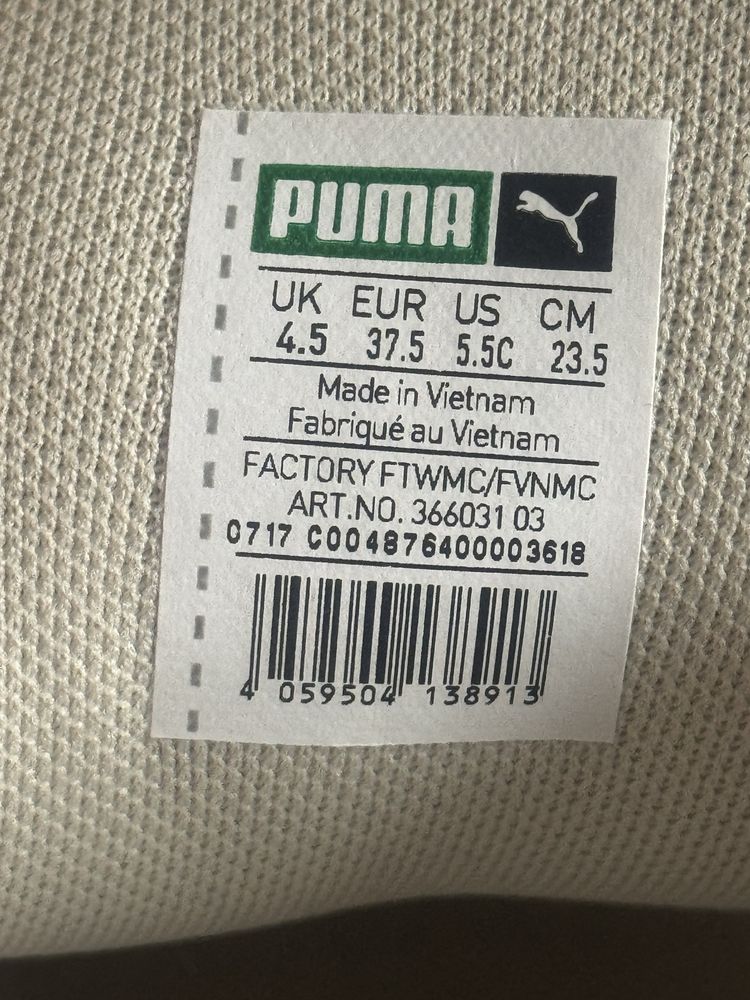 PUMA
UK EUR US CM
4.5 37.5 5.5C 23.5
Made in Vietnam
Fabriqué au Vietnam
FACTORY FTWMC/FVNMC
ART.NO. 366031 03
0717 C004876400003618
4 059504 138913